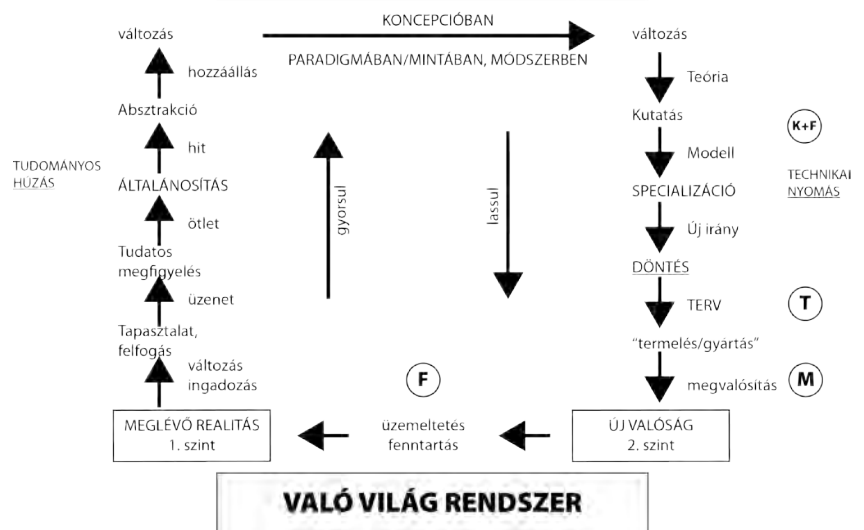 KONCEPCIÓBAN
változás
változás
PARADIGMÁBAN/MINTÁBAN, MÓDSZERBEN
hozzáállás
Teória
Absztrakció
Kutatás
K+F
hit
Modell
TUDOMÁNYOS
HÚZÁS
ÁLTALÁNOSÍTÁS
gyorsul
lassul
SPECIALIZÁCIÓ
TECHNIKAI
NYOMÁS
ötlet
Új irány
Tudatos
megfigyelés
DÖNTÉS
üzenet
TERV
T
Tapasztalat,
felfogás
"termelés/gyártás"
változás
ingadozás
F
megvalósítás
M
MEGLÉVŐ REALITÁS
1. szint
üzemeltetés
fenntartás
ÚJ VALÓSÁG
2. szint
VALÓ VILÁG RENDSZER